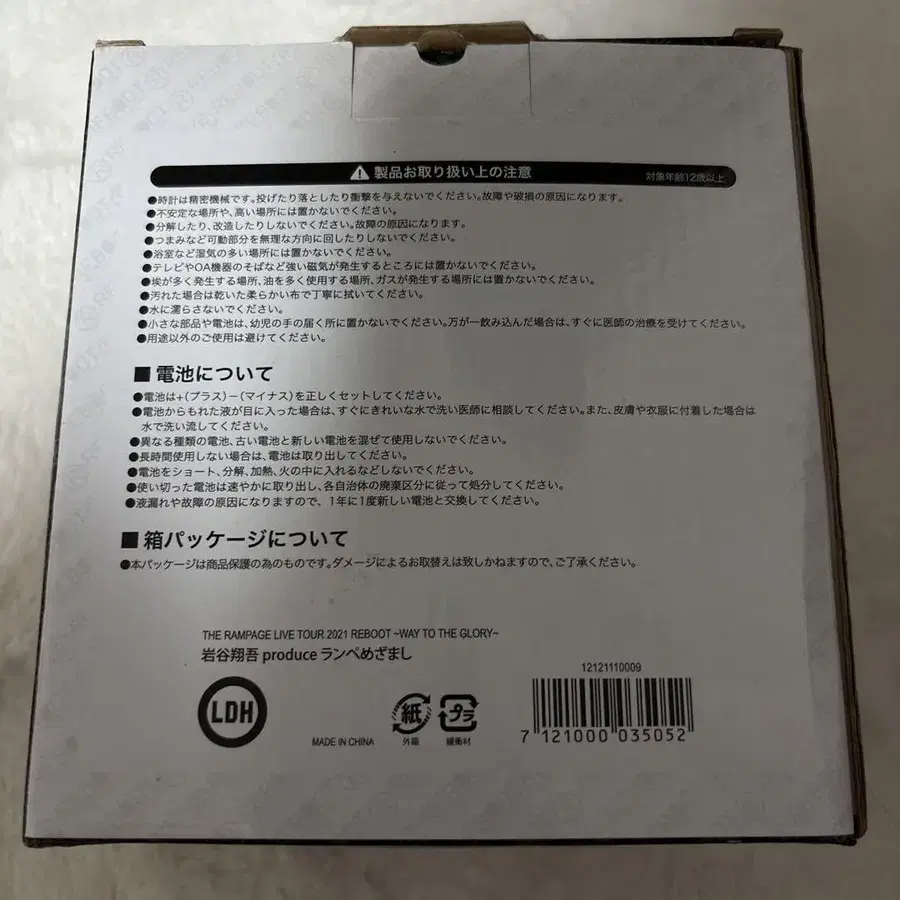 ⚠ 製品お取り扱い上の注意
対象年齢12歳以上
●時計は精密機械です。投げたり落としたり衝撃を与えないでください。故障や破損の原因になります。
●不安定な場所や、高い場所には置かないでください。
●分解したり、改造したりしないでください。故障の原因になります。
●つまみなど可動部分を無理な方向に回したりしないでください。
●浴室など湿気の多い場所には置かないでください。
●テレビやOA機器のそばなど強い磁気が発生するところには置かないでください。
●埃が多く発生する場所、油を多く使用する場所、ガスが発生する場所には置かないでください。
●汚れた場合は乾いた柔らかい布で丁寧に拭いてください。
●水に濡らさないでください。
●小さな部品や電池は、幼児の手の届く所に置かないでください。万が一飲み込んだ場合は、すぐに医師の治療を受けてください。
●用途以外のご使用は避けてください。
■ 電池について
●電池は+(プラス)−(マイナス)を正しくセットしてください。
●電池からもれた液が目に入った場合は、すぐにきれいな水で洗い医師に相談してください。また、皮膚や衣服に付着した場合は
水で洗い流してください。
●異なる種類の電池、古い電池と新しい電池を混ぜて使用しないでください。
●長時間使用しない場合は、電池は取り出してください。
●電池をショート、分解、加熱、火の中に入れるなどしないでください。
●使い切った電池は速やかに取り出し、各自治体の廃棄区分に従って処分してください。
●液漏れや故障の原因になりますので、1年に1度新しい電池と交換してください。
■ 箱パッケージについて
●本パッケージは商品保護の為のものです。ダメージによるお取替えは致しかねますので、ご了承ください。
THE RAMPAGE LIVE TOUR 2021 REBOOT ~WAY TO THE GLORY~
岩谷翔吾 produce ランペめざまし
LDH
MADE IN CHINA
紙
外箱
プラ
緩衝材
12121110009
7 121000 035052